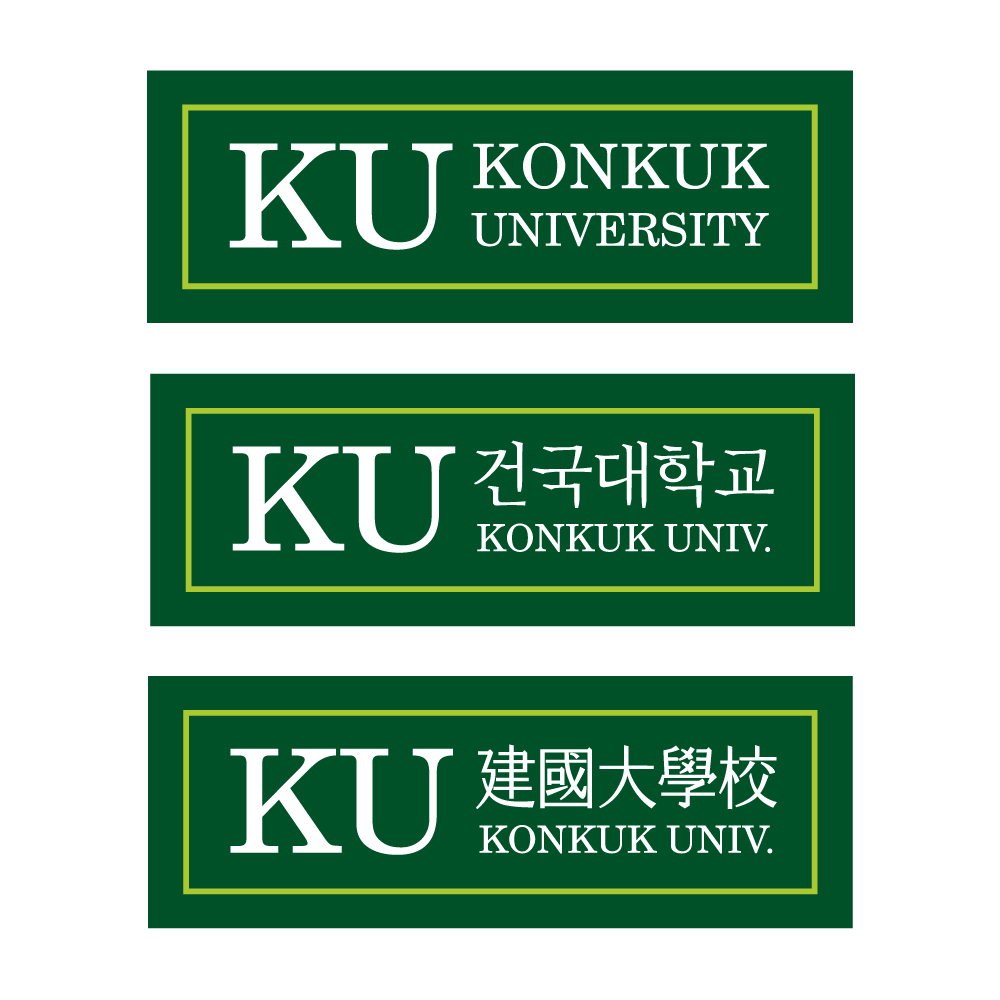 KU KONKUK
UNIVERSITY
KU 건국대학교
KONKUK UNIV.
KU 建國大學校
KONKUK UNIV.